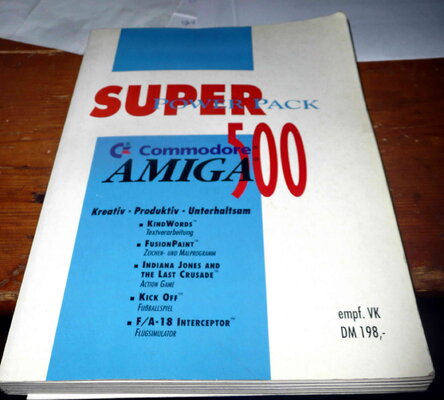 SUPER
POWER PACK
Commodore
AMIGA 500
Kreativ - Produktiv - Unterhaltsam
▪ KINDWORDS™
TEXTVERARBEITUNG
▪ FUSIONPAINT™
ZEICHEN- UND MALPROGRAMM
▪ INDIANA JONES AND
THE LAST CRUSADE™
ACTION GAME
▪ KICK OFF™
FUßBALLSPIEL
▪ F/A-18 INTERCEPTOR™
FLUGSIMULATOR
empf. VK
DM 198,-